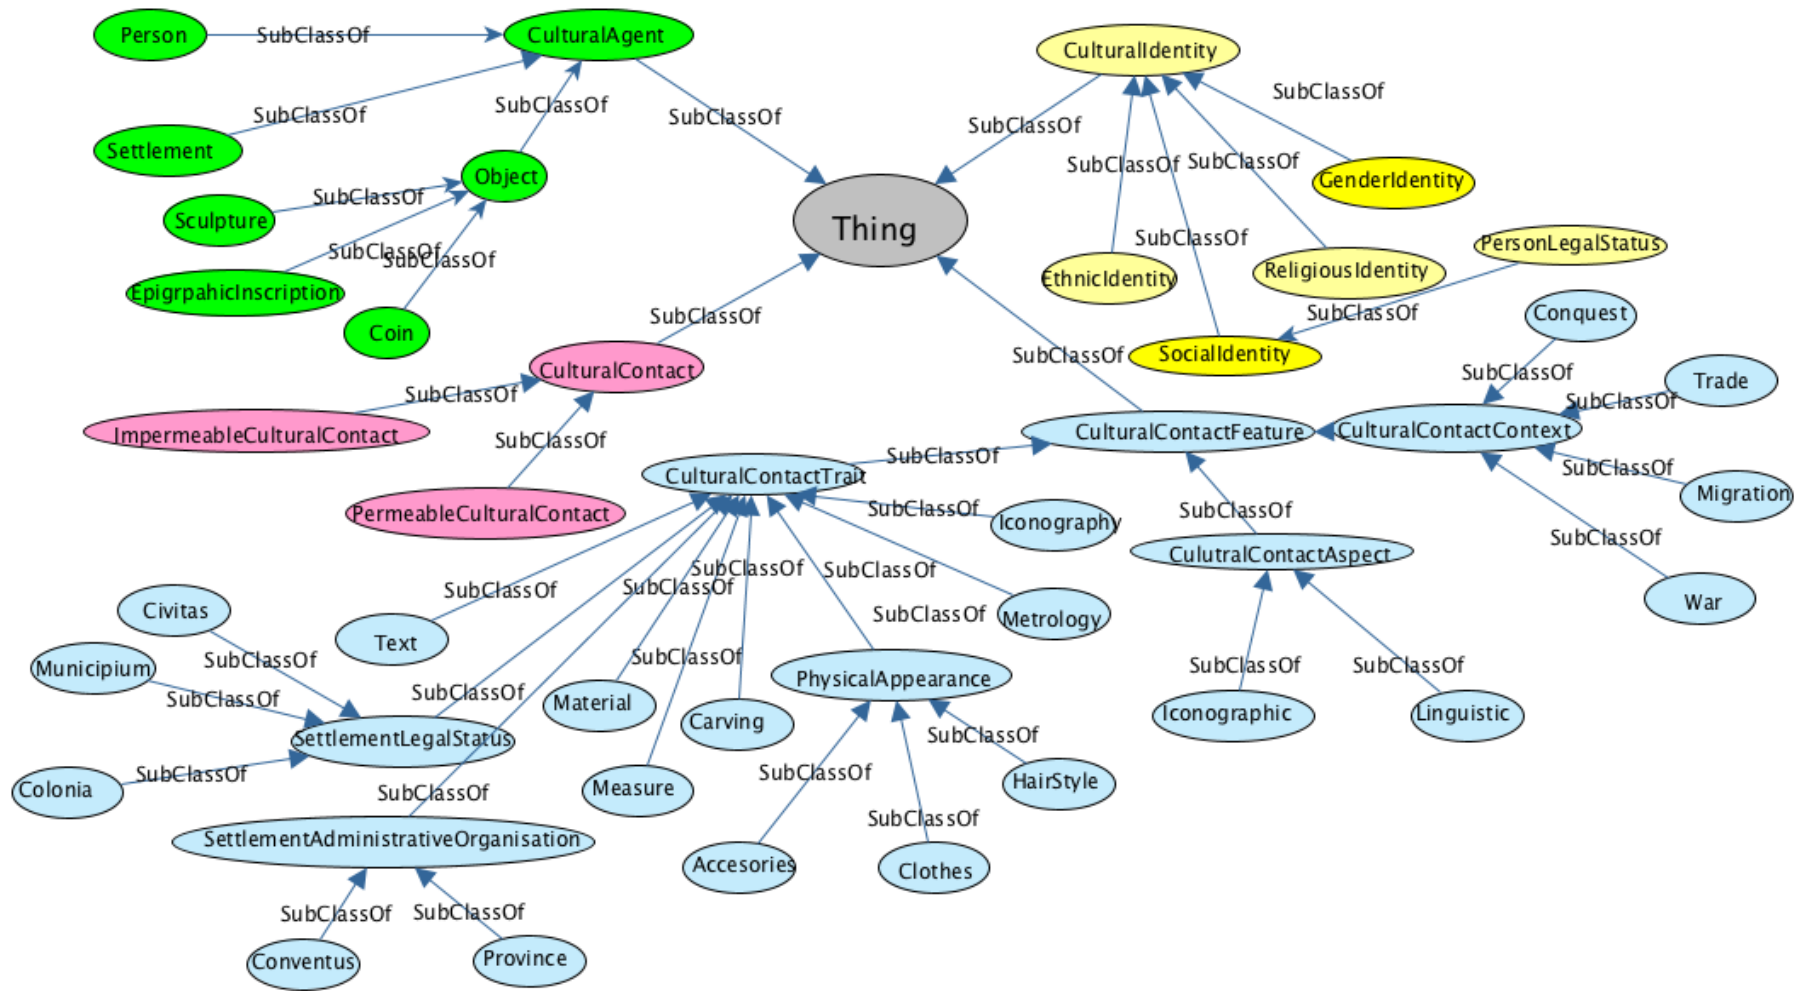 Person
SubClassOf
CulturalAgent
CulturalIdentity
SubClassOf
SubClassOf
SubClassOf
SubClassOf
SubClassOf
Settlement
SubClassOf
SubClassOf
Object
GenderIdentity
SubClassOf
Sculpture
Thing
SubClassOf
PersonLegalStatus
SubClassOf
SubClassOf
EthnicIdentity
ReligiousIdentity
EpigrpahicInscription
SubClassOf
SubClassOf
Conquest
Coin
SubClassOf
SocialIdentity
CulturalContact
SubClassOf
Trade
SubClassOf
SubClassOf
ImpermeableCulturalContact
SubClassOf
CulturalContactFeature
CulturalContactContext
SubClassOf
CulturalContactTrait
SubClassOf
Migration
PermeableCulturalContact
SubClassOf
Iconography
SubClassOf
SubClassOf
CulutralContactAspect
SubClassOf
SubClassOf
SubClassOf
SubClassOf
Civitas
SubClassOf
Metrology
War
Text
SubClassOf
Municipium
SubClassOf
SubClassOf
SubClassOf
PhysicalAppearance
SubClassOf
SubClassOf
Material
Carving
Iconographic
Linguistic
SettlementLegalStatus
SubClassOf
SubClassOf
SubClassOf
Colonia
Measure
HairStyle
SubClassOf
SubClassOf
SettlementAdministrativeOrganisation
Accesories
Clothes
SubClassOf
SubClassOf
Conventus
Province